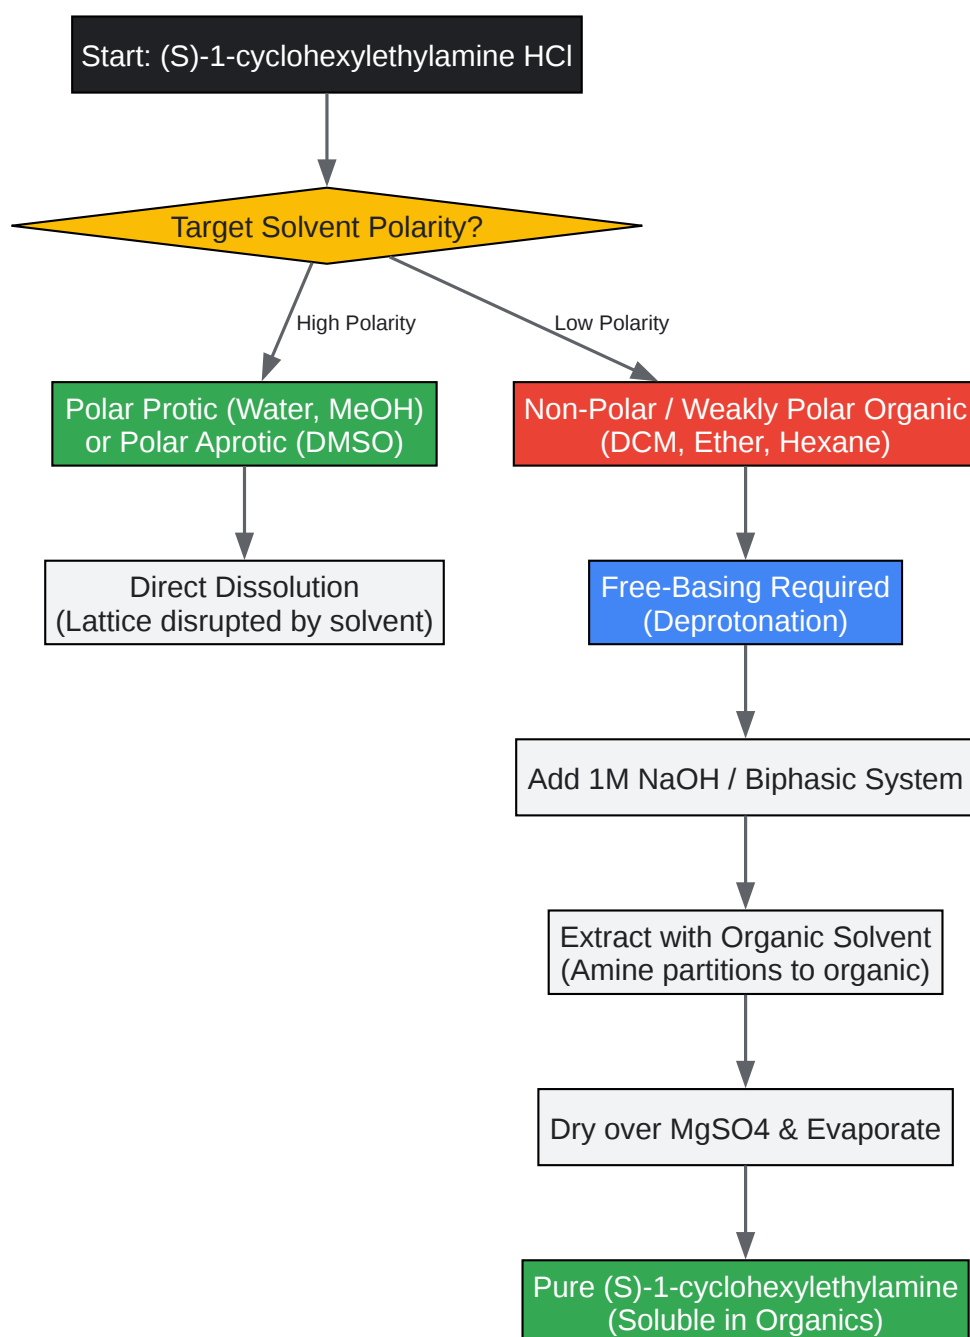 Start: (S)-1-cyclohexylethylamine HCl
Target Solvent Polarity?
High Polarity
Low Polarity
Polar Protic (Water, MeOH)
or Polar Aprotic (DMSO)
Non-Polar / Weakly Polar Organic
(DCM, Ether, Hexane)
Direct Dissolution
(Lattice disrupted by solvent)
Free-Basing Required
(Deprotonation)
Add 1M NaOH / Biphasic System
Extract with Organic Solvent
(Amine partitions to organic)
Dry over MgSO4 & Evaporate
Pure (S)-1-cyclohexylethylamine
(Soluble in Organics)